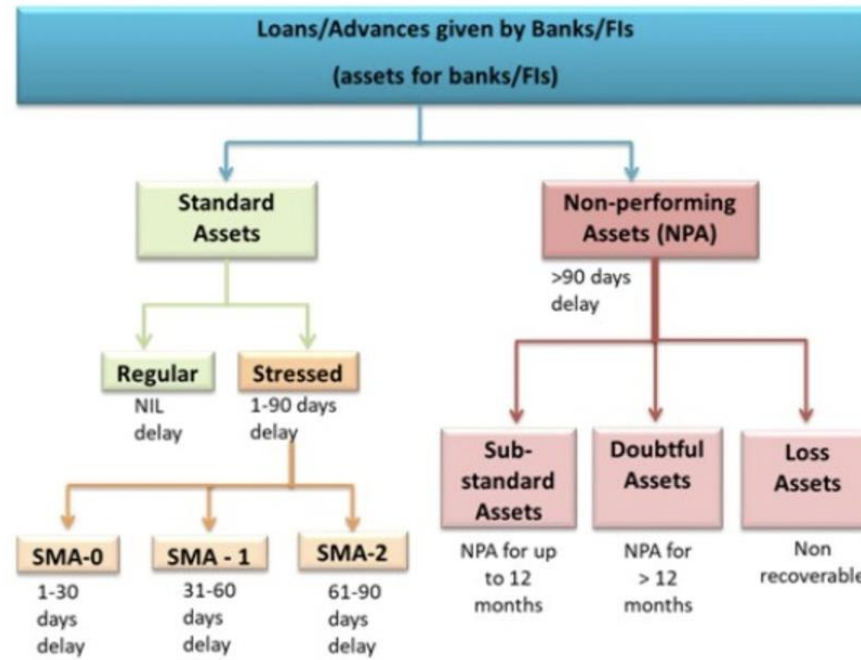 Loans/Advances given by Banks/FIs
(assets for banks/FIs)
Standard
Assets
Non-performing
Assets (NPA)
>90 days
delay
Regular
NIL
delay
Stressed
1-90 days
delay
SMA-0
1-30
days
delay
SMA - 1
31-60
days
delay
SMA-2
61-90
days
delay
Sub-
standard
Assets
NPA for up
to 12
months
Doubtful
Assets
NPA for
> 12
months
Loss
Assets
Non
recoverable